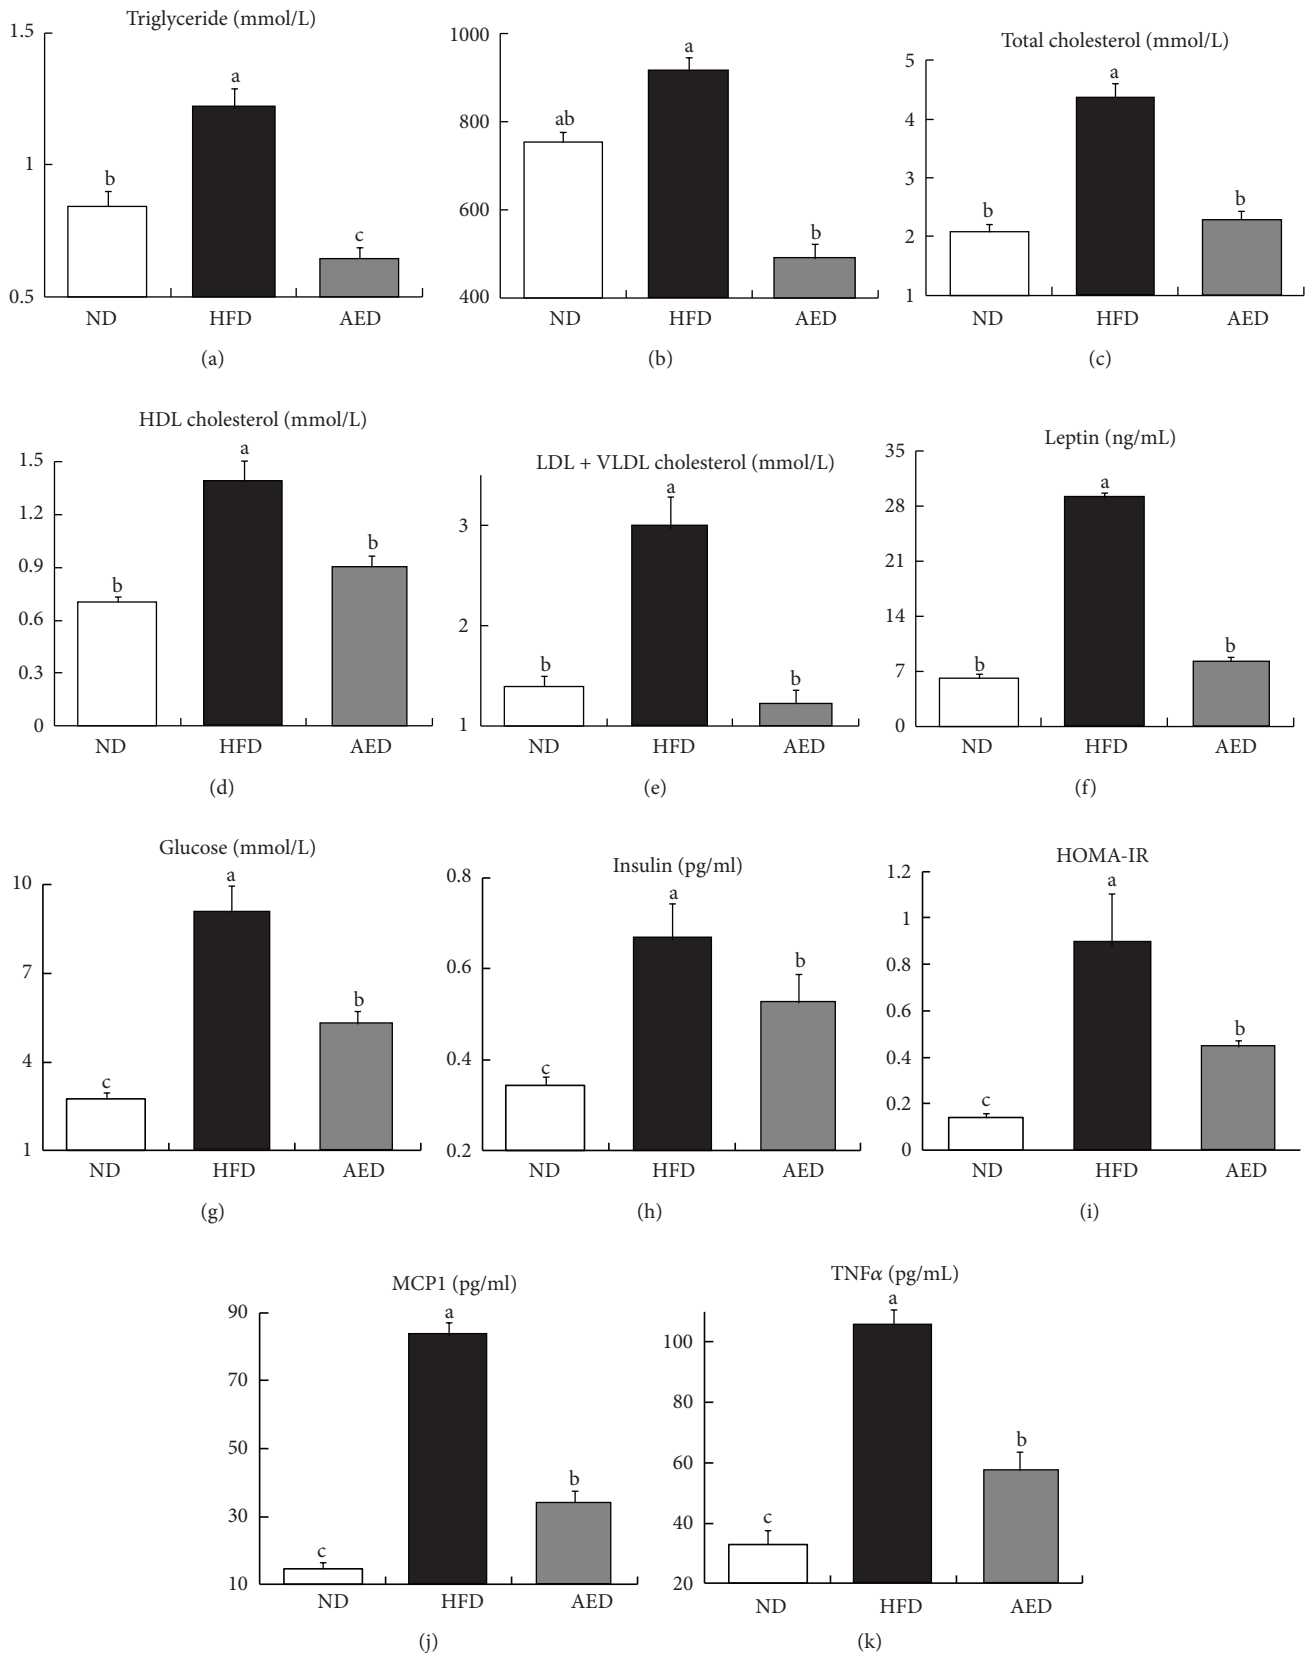 Triglyceride (mmol/L)
1.5
1
0.5
b
a
c
ND HFD AED
(a)
1000
800
600
400
ab
a
b
ND HFD AED
(b)
Total cholesterol (mmol/L)
5
4
3
2
1
b
a
b
ND HFD AED
(c)
HDL cholesterol (mmol/L)
1.5
1.2
0.9
0.6
0.3
0
b
a
b
ND HFD AED
(d)
LDL + VLDL cholesterol (mmol/L)
3
2
1
b
a
b
ND HFD AED
(e)
Leptin (ng/mL)
35
28
21
14
7
0
b
a
b
ND HFD AED
(f)
Glucose (mmol/L)
10
7
4
1
c
a
b
ND HFD AED
(g)
Insulin (pg/ml)
0.8
0.6
0.4
0.2
c
a
b
ND HFD AED
(h)
HOMA-IR
1.2
1
0.8
0.6
0.4
0.2
0
c
a
b
ND HFD AED
(i)
MCP1 (pg/ml)
90
70
50
30
10
c
a
b
ND HFD AED
(j)
TNFα (pg/mL)
100
80
60
40
20
c
a
b
ND HFD AED
(k)